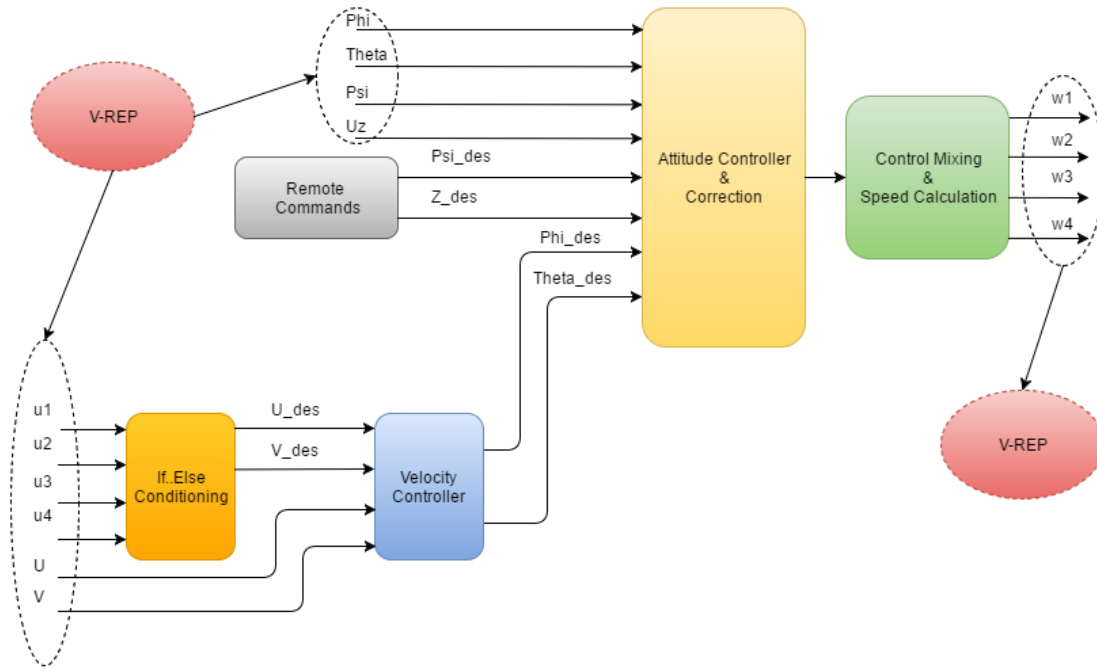 V-REP
Phi
Theta
Psi
Uz
Remote
Commands
Psi_des
Z_des
Phi_des
Theta_des
Attitude Controller
&
Correction
Control Mixing
&
Speed Calculation
w1
w2
w3
w4
V-REP
u1
u2
u3
u4
U
V
If..Else
Conditioning
U_des
V_des
Velocity
Controller